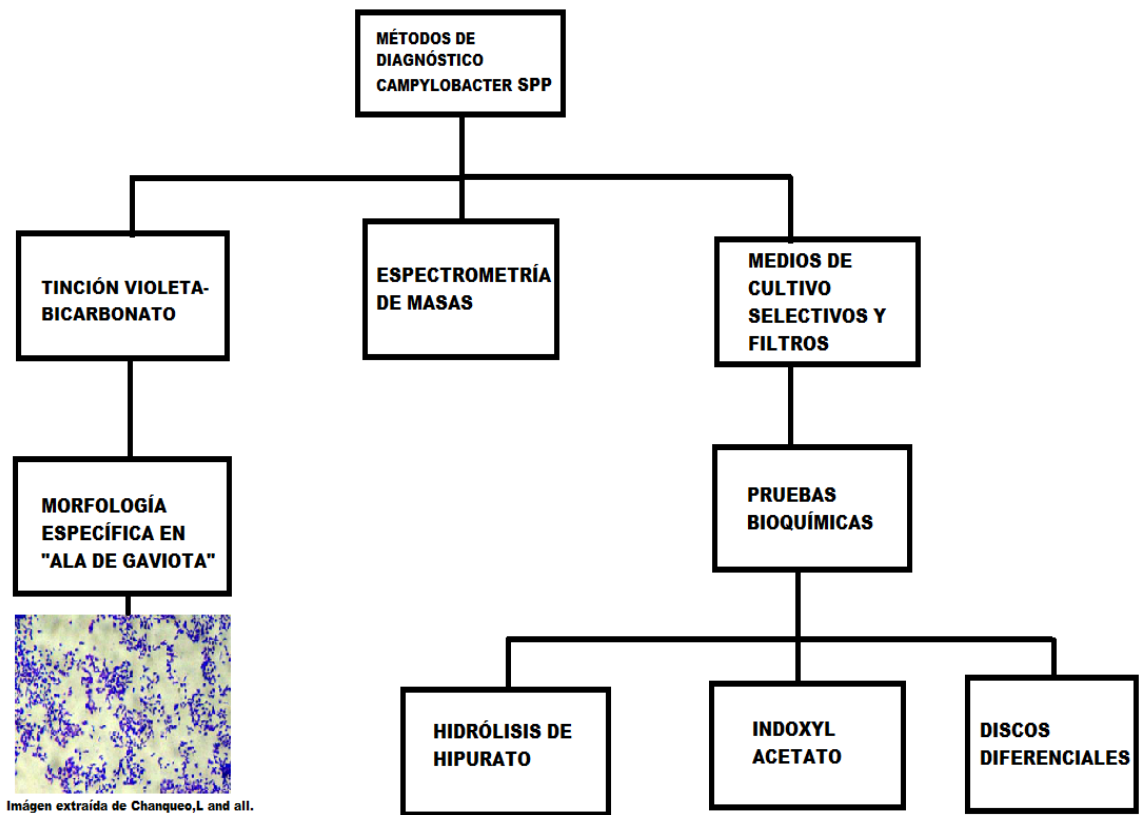 MÉTODOS DE
DIAGNÓSTICO
CAMPYLOBACTER SPP
TINCIÓN VIOLETA-
BICARBONATO
ESPECTROMETRÍA
DE MASAS
MEDIOS DE
CULTIVO
SELECTIVOS Y
FILTROS
MORFOLOGÍA
ESPECÍFICA EN
"ALA DE GAVIOTA"
PRUEBAS
BIOQUÍMICAS
HIDRÓLISIS DE
HIPURATO
INDOXYL
ACETATO
DISCOS
DIFERENCIALES
Imágen extraída de Chanqueo,L and all.